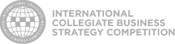 INTERNATIONAL
COLLEGIATE BUSINESS
STRATEGY COMPETITION